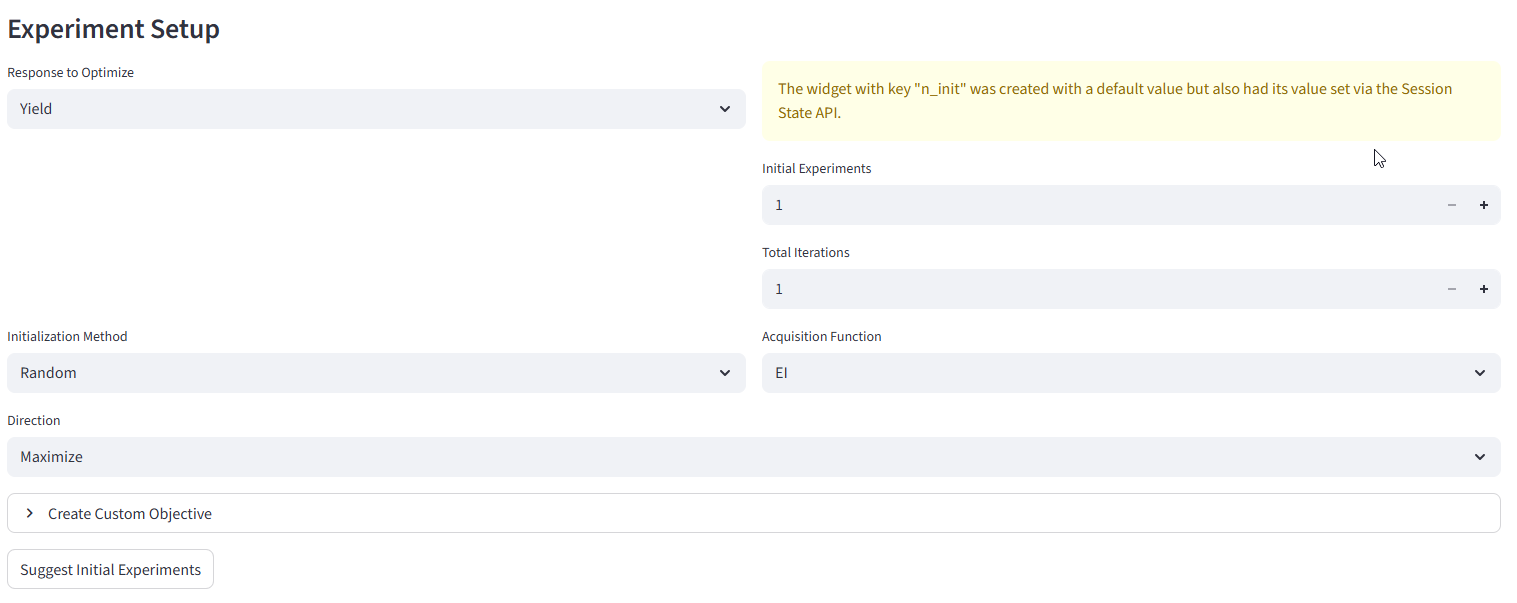 Experiment Setup
Response to Optimize
Yield
The widget with key "n_init" was created with a default value but also had its value set via the Session
State API.
Initial Experiments
1
Total Iterations
1
Initialization Method
Random
Acquisition Function
EI
Direction
Maximize
Create Custom Objective
Suggest Initial Experiments